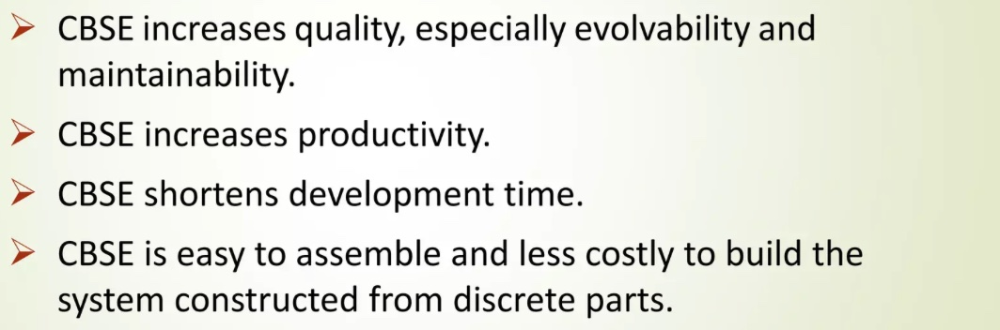 CBSE increases quality, especially evolvability and
maintainability.
CBSE increases productivity.
CBSE shortens development time.
CBSE is easy to assemble and less costly to build the
system constructed from discrete parts.